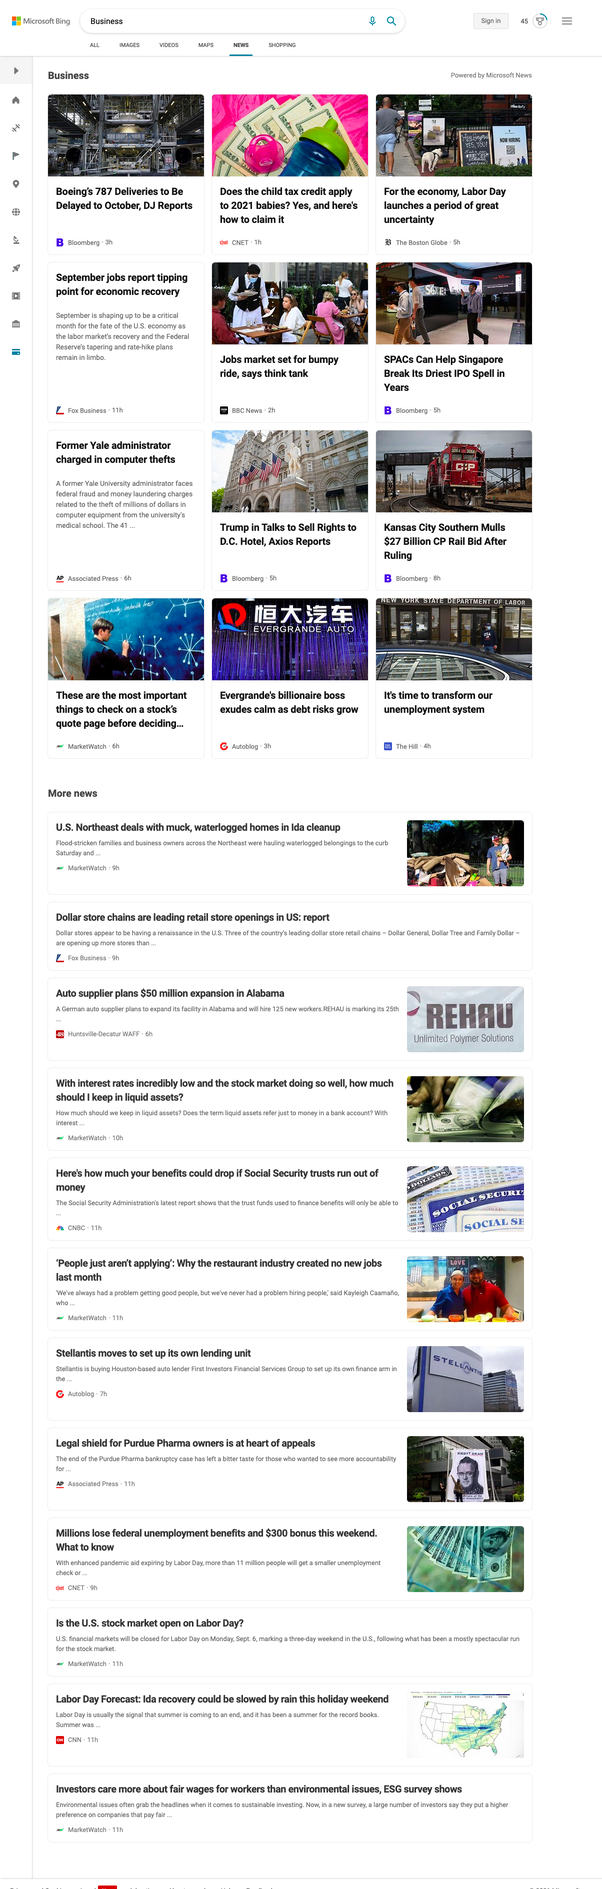 Microsoft Bing
Business
Sign in
45
ALL
IMAGES
VIDEOS
MAPS
NEWS
SHOPPING
Business
Powered by Microsoft News
Boeing's 787 Deliveries to Be
Delayed to October, DJ Reports
Bloomberg · 3h
Does the child tax credit apply
to 2021 babies? Yes, and here's
how to claim it
CNET · 1h
NOW HIRING
For the economy, Labor Day
launches a period of great
uncertainty
The Boston Globe · 5h
September jobs report tipping
point for economic recovery
September is shaping up to be a critical
month for the fate of the U.S. economy as
the labor market's recovery and the Federal
Reserve's tapering and rate-hike plans
remain in limbo.
Fox Business · 11h
Jobs market set for bumpy
ride, says think tank
BBC News · 2h
SPACs Can Help Singapore
Break Its Driest IPO Spell in
Years
Bloomberg · 5h
Former Yale administrator
charged in computer thefts
A former Yale University administrator faces
federal fraud and money laundering charges
related to the theft of millions of dollars in
computer equipment from the university's
medical school. The 41 ...
AP Associated Press · 6h
Trump in Talks to Sell Rights to
D.C. Hotel, Axios Reports
Bloomberg · 5h
CP
Kansas City Southern Mulls
$27 Billion CP Rail Bid After
Ruling
Bloomberg · 8h
These are the most important
things to check on a stock's
quote page before deciding...
MarketWatch · 6h
恒大汽车
EVERGRANDE AUTO
Evergrande's billionaire boss
exudes calm as debt risks grow
Autoblog · 3h
NEW YORK STATE DEPARTMENT OF LABOR
It's time to transform our
unemployment system
The Hill · 4h
More news
U.S. Northeast deals with muck, waterlogged homes in Ida cleanup
Flood-stricken families and business owners across the Northeast were hauling waterlogged belongings to the curb
Saturday and ...
MarketWatch · 9h
Dollar store chains are leading retail store openings in US: report
Dollar stores appear to be having a renaissance in the U.S. Three of the country's leading dollar store retail chains – Dollar General, Dollar Tree and Family Dollar –
are opening up more stores than ...
Fox Business · 9h
Auto supplier plans $50 million expansion in Alabama
A German auto supplier plans to expand its facility in Alabama and will hire 125 new workers.REHAU is marking its 25th
...
Huntsville-Decatur WAFF · 6h
REHAU
Unlimited Polymer Solutions
With interest rates incredibly low and the stock market doing so well, how much
should I keep in liquid assets?
How much should we keep in liquid assets? Does the term liquid assets refer just to money in a bank account? With
interest ...
MarketWatch · 10h
Here's how much your benefits could drop if Social Security trusts run out of
money
The Social Security Administration's latest report shows that the trust funds used to finance benefits will only be able to
...
CNBC · 11h
SOCIAL SECURI
SOCIAL SE
'People just aren't applying': Why the restaurant industry created no new jobs
last month
'We've always had a problem getting good people, but we've never had a problem hiring people,' said Kayleigh Caamaño,
who ...
MarketWatch · 11h
LOVE
Stellantis moves to set up its own lending unit
Stellantis is buying Houston-based auto lender First Investors Financial Services Group to set up its own finance arm in
the ...
Autoblog · 7h
STELLANTIS
Legal shield for Purdue Pharma owners is at heart of appeals
The end of the Purdue Pharma bankruptcy case has left a bitter taste for those who wanted to see more accountability
for ...
AP Associated Press · 11h
Millions lose federal unemployment benefits and $300 bonus this weekend.
What to know
With enhanced pandemic aid expiring by Labor Day, more than 11 million people will get a smaller unemployment
check or ...
CNET · 9h
Is the U.S. stock market open on Labor Day?
U.S. financial markets will be closed for Labor Day on Monday, Sept. 6, marking a three-day weekend in the U.S., following what has been a mostly spectacular run
for the stock market.
MarketWatch · 11h
Labor Day Forecast: Ida recovery could be slowed by rain this holiday weekend
Labor Day is usually the signal that summer is coming to an end, and it has been a summer for the record books.
Summer was ...
CNN · 11h
Investors care more about fair wages for workers than environmental issues, ESG survey shows
Environmental issues often grab the headlines when it comes to sustainable investing. Now, in a new survey, a large number of investors say they put a higher
preference on companies that pay fair ...
MarketWatch · 11h